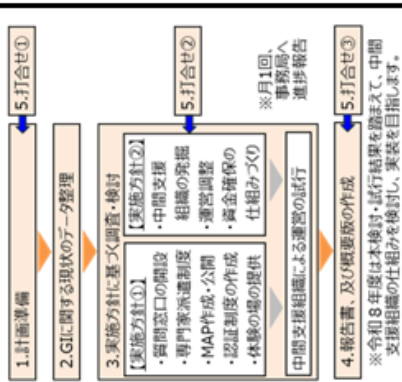 1.計画準備
5.打合せ①
2.GIに関する現状のデータ整理
3.実施方針に基づく調査・検討
【実施方針①】
・質問窓口の開設
・専門家派遣制度
・MAP作成・公開
・認証制度の作成
・体験の場の提供
【実施方針②】
・中間支援
組織の発掘
・運営調整
・資金確保の
仕組みづくり
中間支援組織による運営の試行
5.打合せ②
※月1回、
事務局へ
進捗報告
4.報告書、及び概要版の作成
5.打合せ③
※令和8年度は本検討・試行結果を踏まえて、中間
支援組織の仕組みを検討し、実装を目指します。